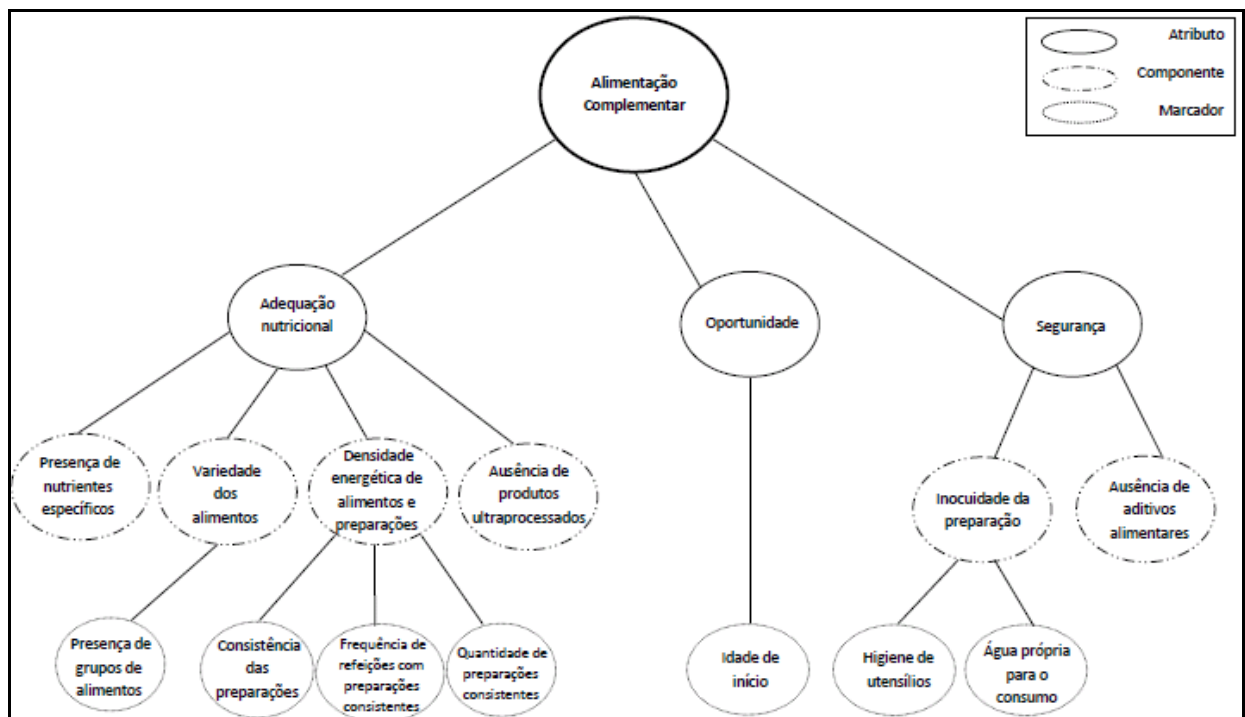 Alimentação
Complementar
Atributo
Componente
Marcador
Adequação
nutricional
Oportunidade
Segurança
Presença de
nutrientes
específicos
Variedade
dos
alimentos
Densidade
energética de
alimentos e
preparações
Ausência de
produtos
ultraprocessados
Inocuidade da
preparação
Ausência de
aditivos
alimentares
Presença de
grupos de
alimentos
Consistência
das
preparações
Frequência de
refeições com
preparações
consistentes
Quantidade de
preparações
consistentes
Idade de
início
Higiene de
utensílios
Água própria
para o
consumo